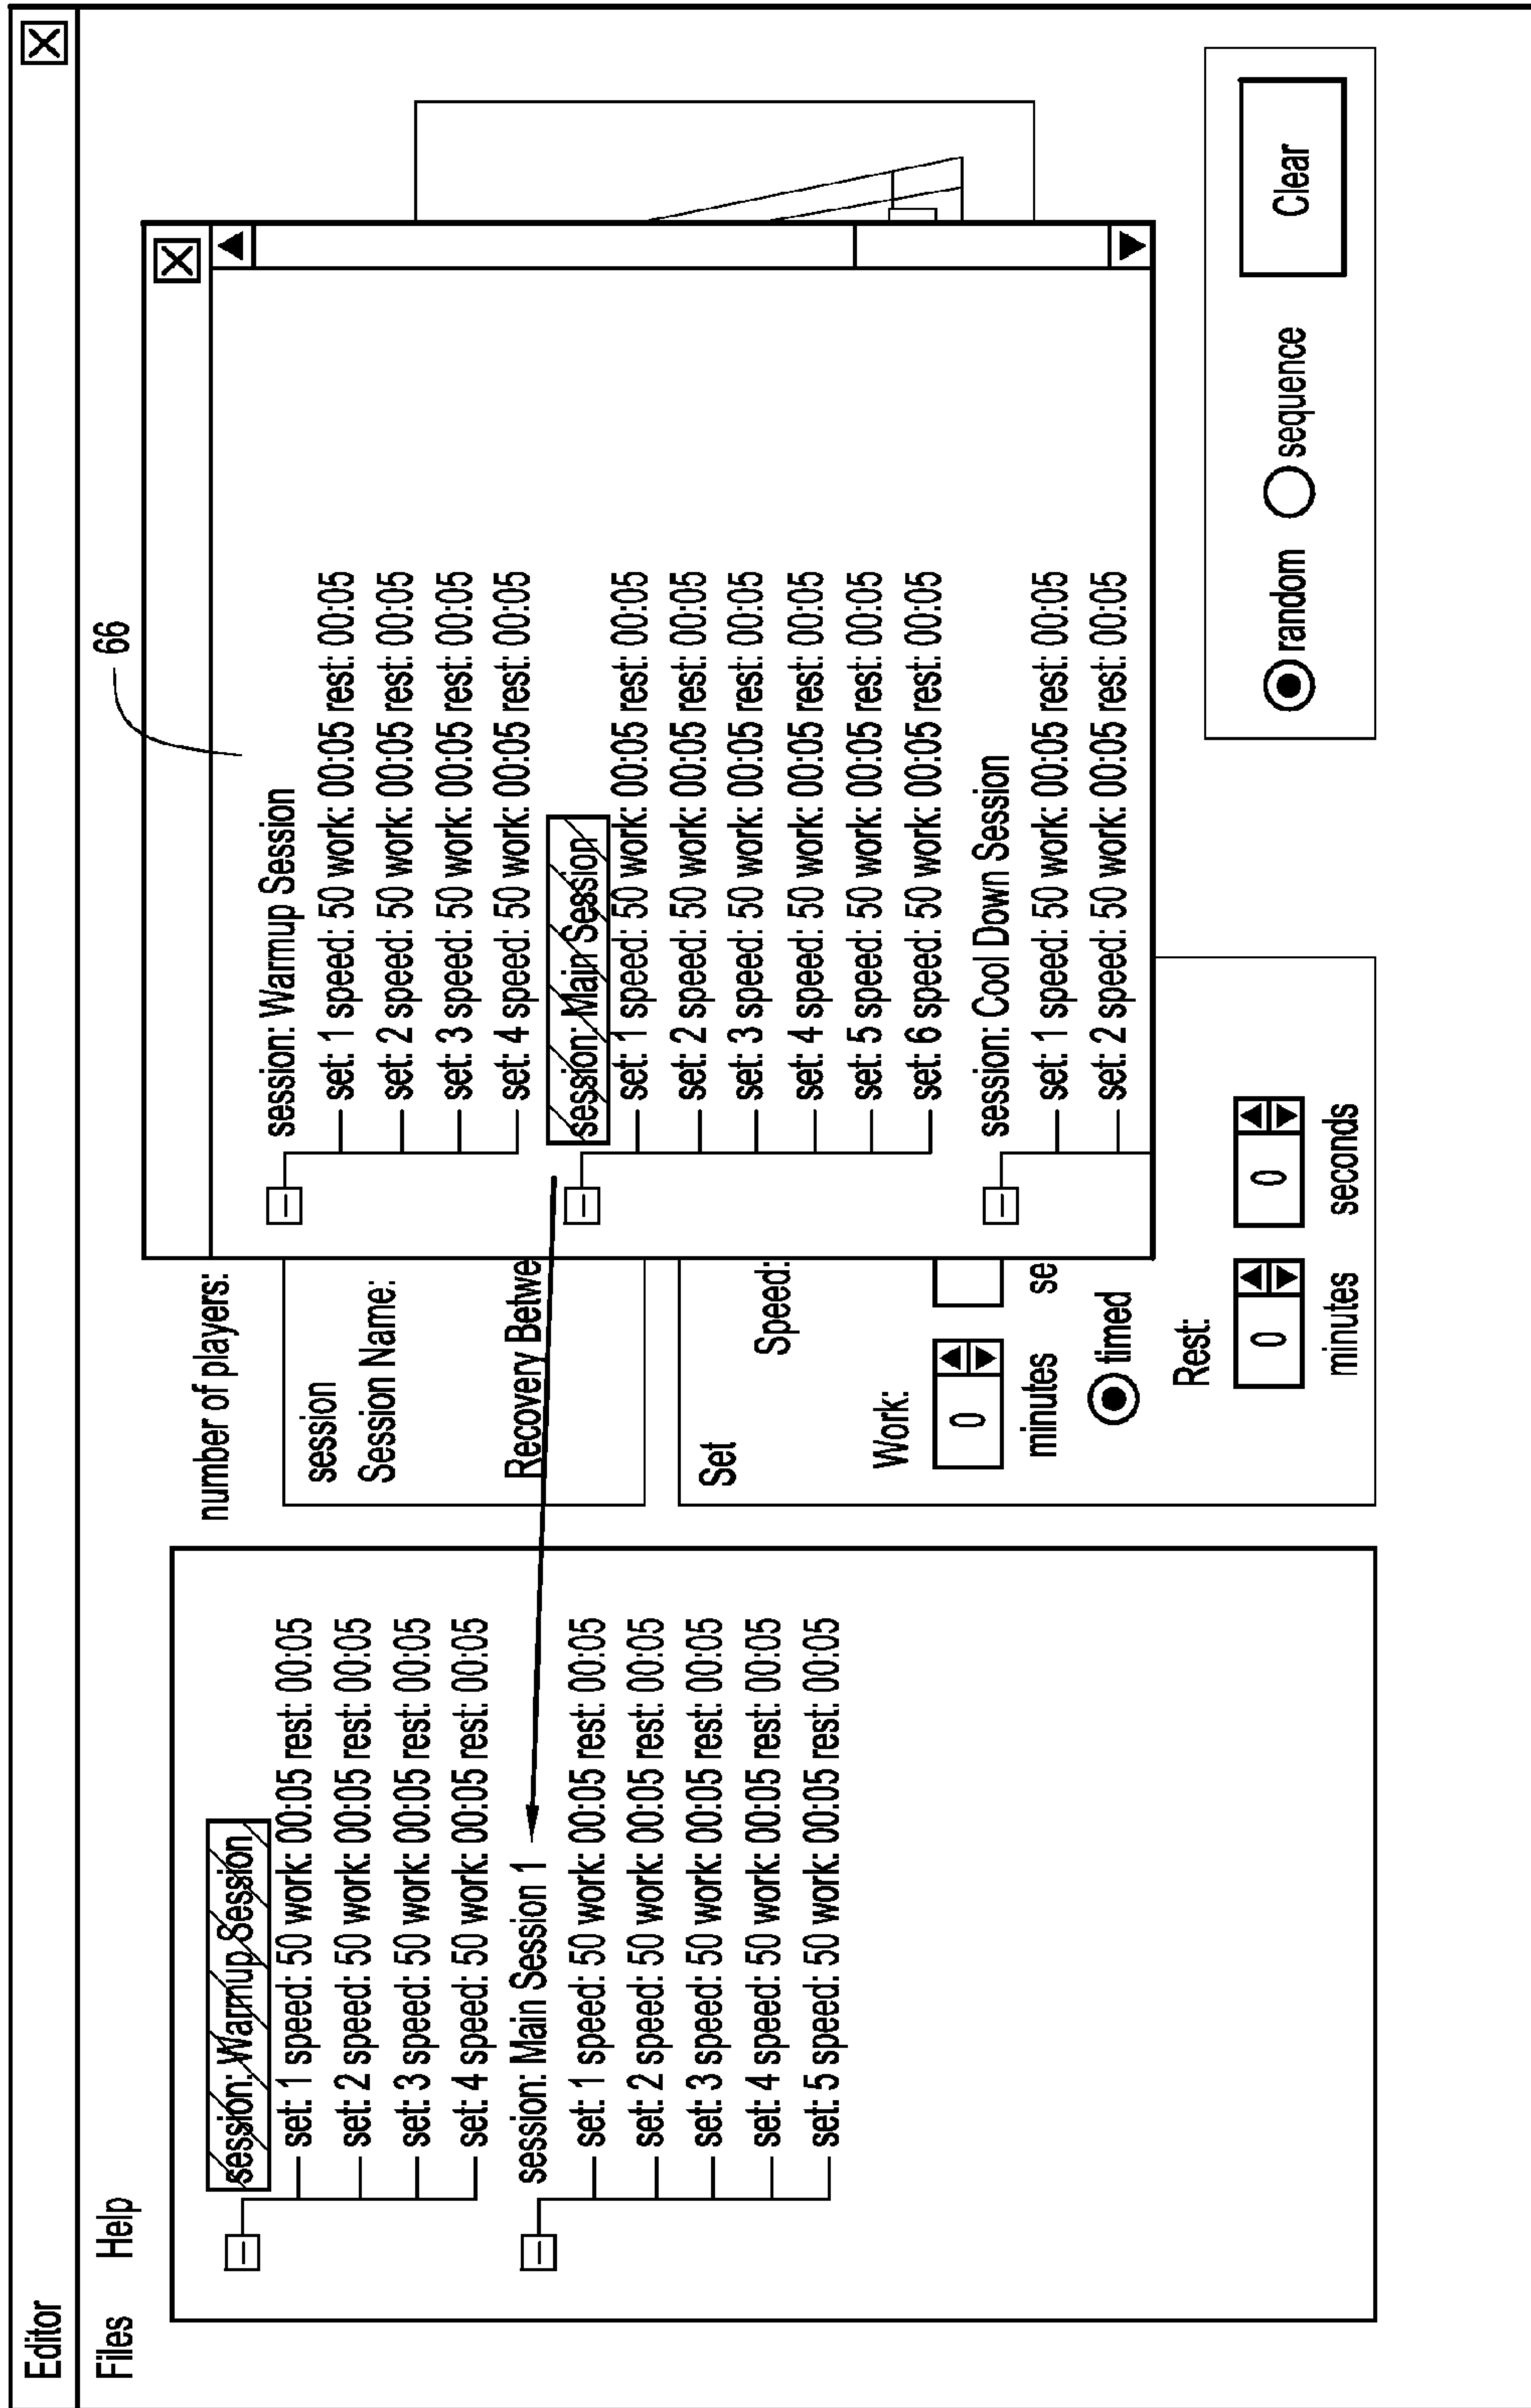 Editor
Files Help
session: Warmup Session
set: 1 speed: 50 work: 00:05 rest: 00:05
set: 2 speed: 50 work: 00:05 rest: 00:05
set: 3 speed: 50 work: 00:05 rest: 00:05
set: 4 speed: 50 work: 00:05 rest: 00:05
session: Main Session 1
set: 1 speed: 50 work: 00:05 rest: 00:05
set: 2 speed: 50 work: 00:05 rest: 00:05
set: 3 speed: 50 work: 00:05 rest: 00:05
set: 4 speed: 50 work: 00:05 rest: 00:05
set: 5 speed: 50 work: 00:05 rest: 00:05
number of players:
session
Session Name:
Recovery Betwe
Set
Speed:
Work:
0
minutes se
timed
Rest:
0 0
minutes seconds
66
session: Warmup Session
set: 1 speed: 50 work: 00:05 rest: 00:05
set: 2 speed: 50 work: 00:05 rest: 00:05
set: 3 speed: 50 work: 00:05 rest: 00:05
set: 4 speed: 50 work: 00:05 rest: 00:05
session: Main Session
set: 1 speed: 50 work: 00:05 rest: 00:05
set: 2 speed: 50 work: 00:05 rest: 00:05
set: 3 speed: 50 work: 00:05 rest: 00:05
set: 4 speed: 50 work: 00:05 rest: 00:05
set: 5 speed: 50 work: 00:05 rest: 00:05
set: 6 speed: 50 work: 00:05 rest: 00:05
session: Cool Down Session
set: 1 speed: 50 work: 00:05 rest: 00:05
set: 2 speed: 50 work: 00:05 rest: 00:05
random sequence Clear